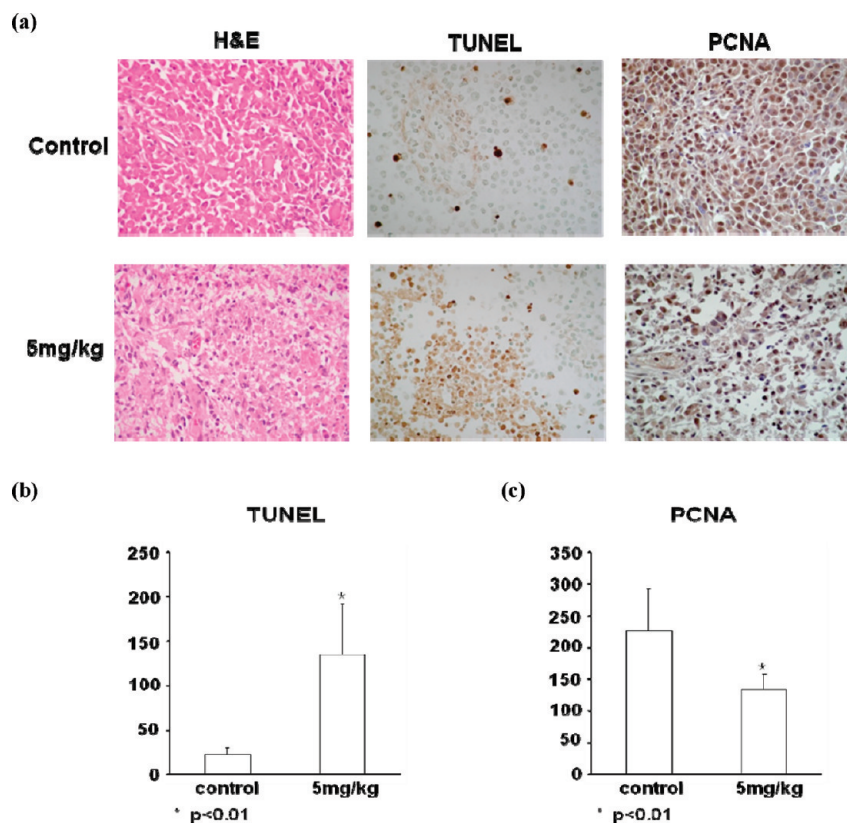 (a)
H&E TUNEL PCNA
Control
5mg/kg
(b) (c)
TUNEL PCNA
250
200
150
100
50
0
*
control 5mg/kg
* p<0.01
350
300
250
200
150
100
50
0
*
control 5mg/kg
* p<0.01